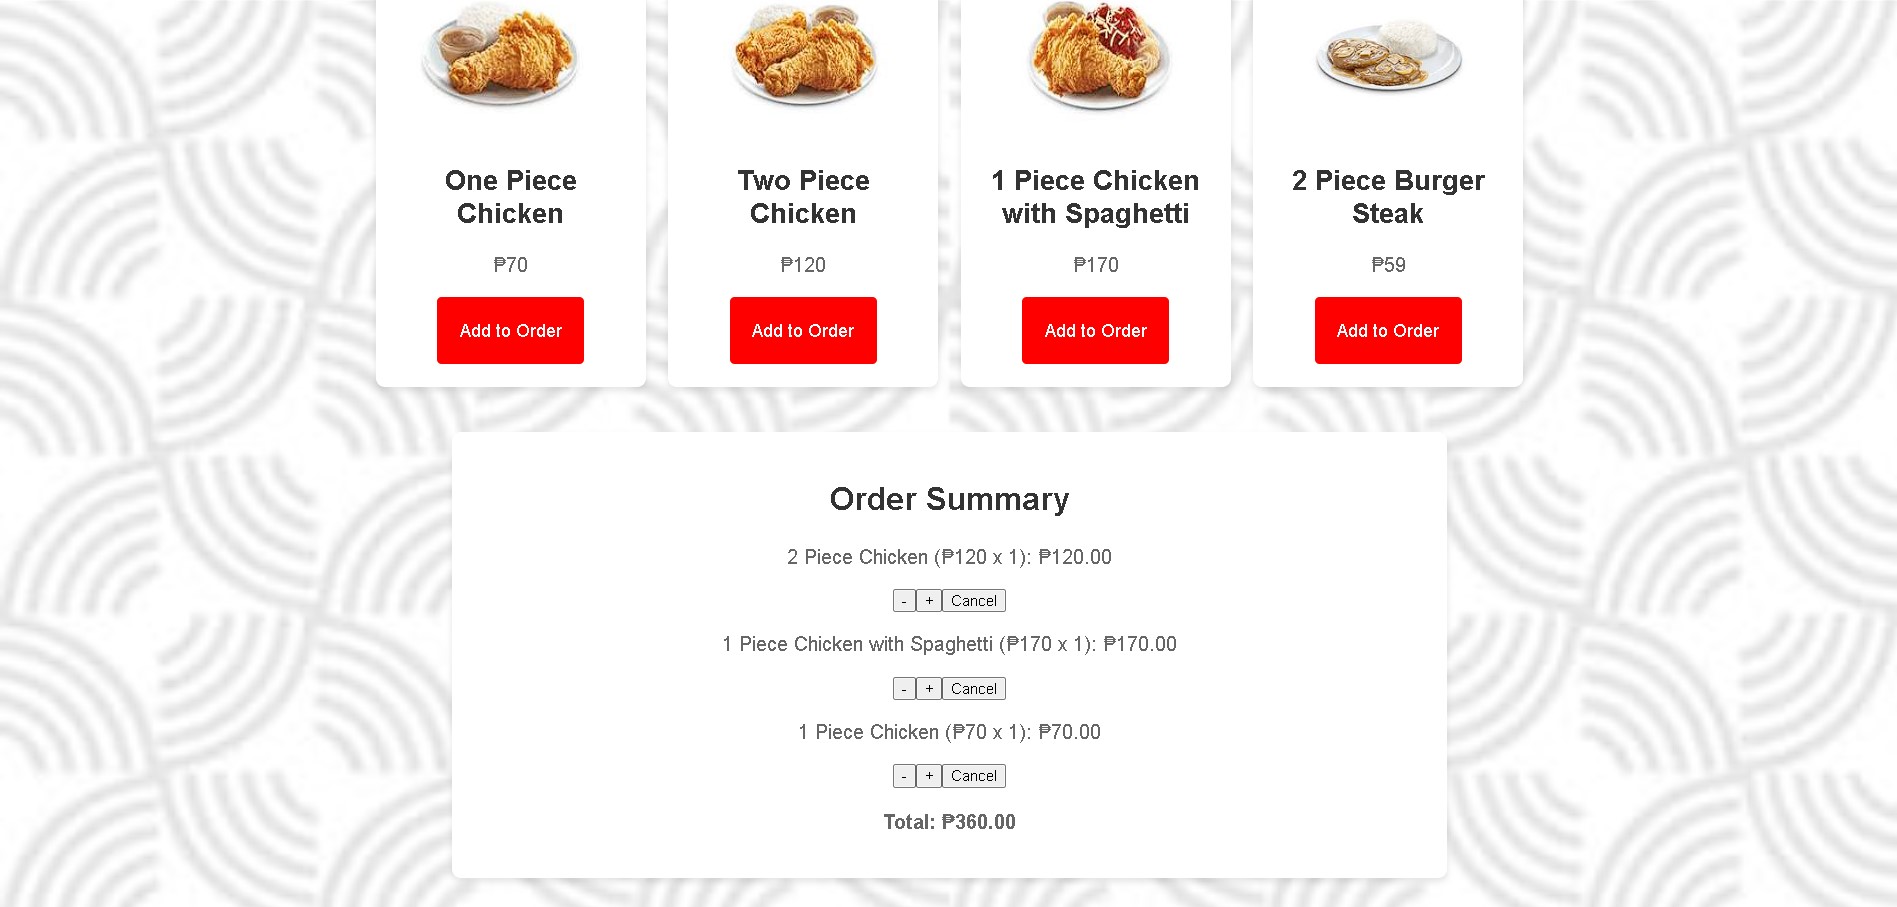 One Piece
Chicken
₱70
Add to Order
Two Piece
Chicken
₱120
Add to Order
1 Piece Chicken
with Spaghetti
₱170
Add to Order
2 Piece Burger
Steak
₱59
Add to Order
Order Summary
2 Piece Chicken (₱120 x 1): ₱120.00
- + Cancel
1 Piece Chicken with Spaghetti (₱170 x 1): ₱170.00
- + Cancel
1 Piece Chicken (₱70 x 1): ₱70.00
- + Cancel
Total: ₱360.00